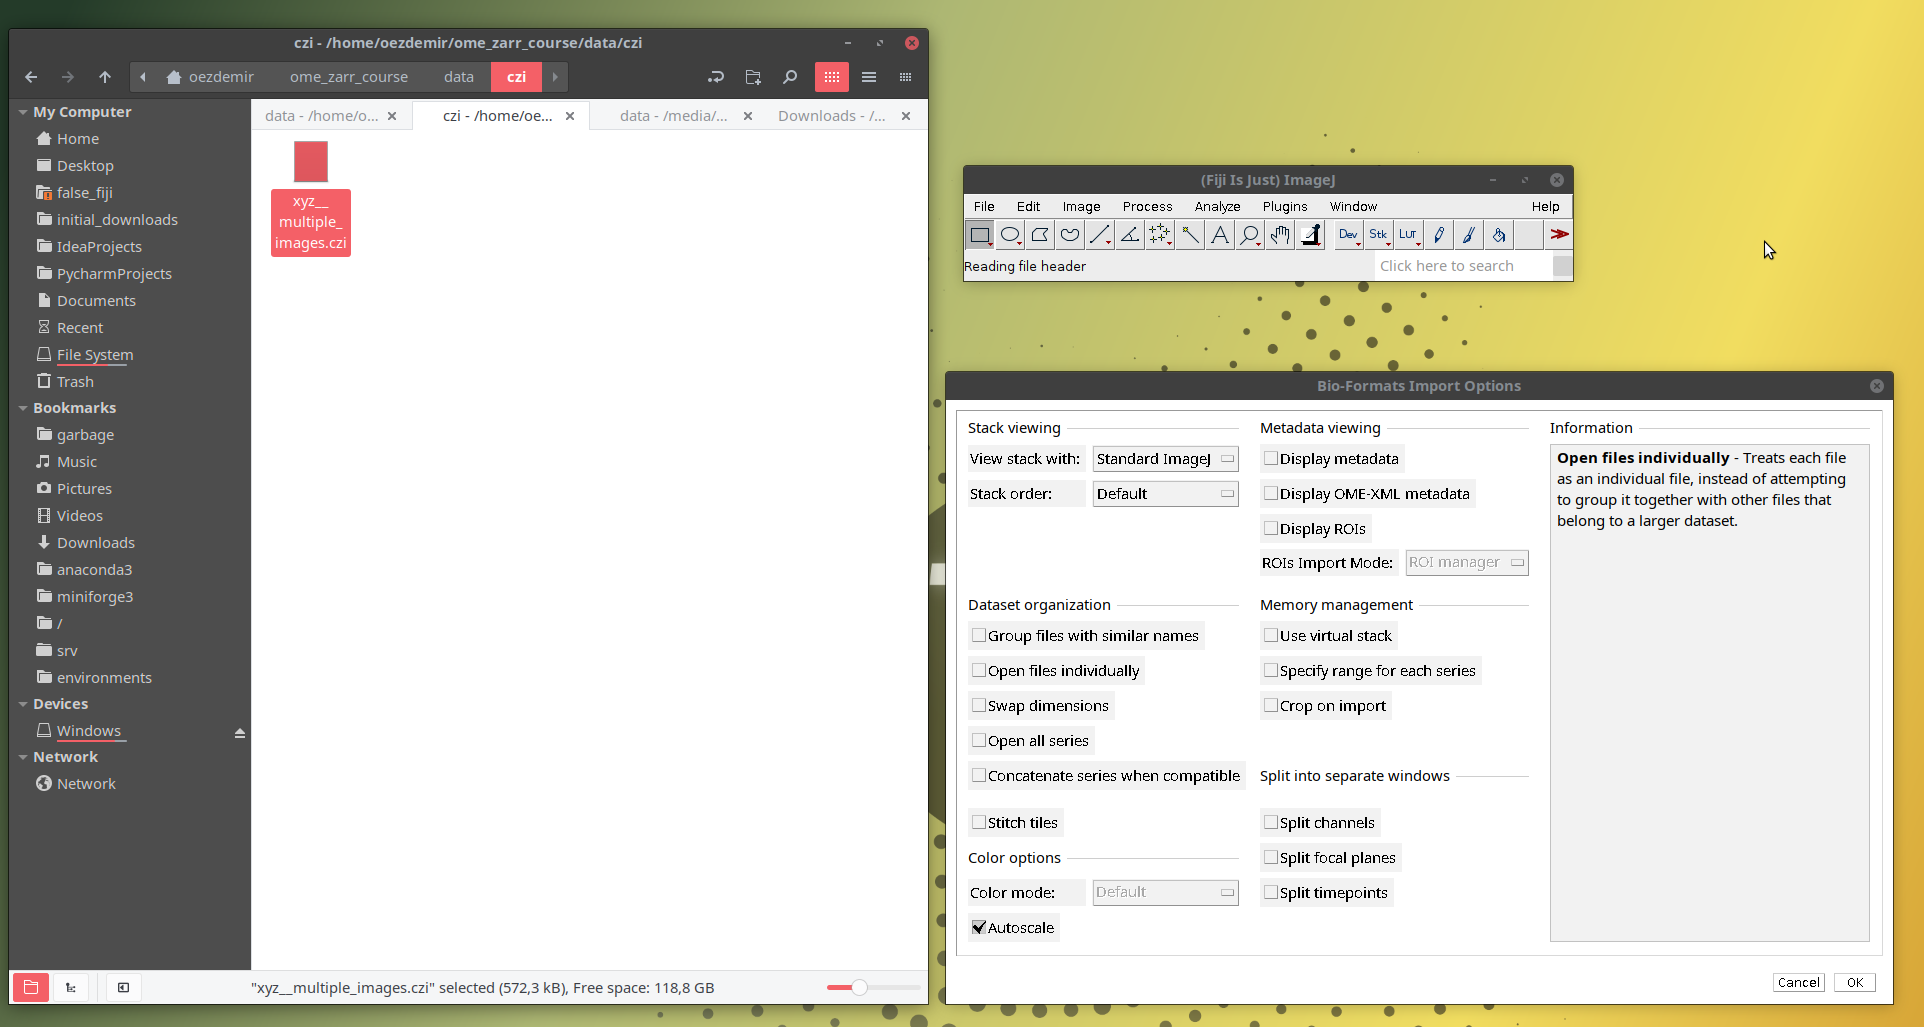 czi - /home/oezdemir/ome_zarr_course/data/czi
oezdemir ome_zarr_course data czi
My Computer
Home
Desktop
false_fiji
initial_downloads
IdeaProjects
PycharmProjects
Documents
Recent
File System
Trash
Bookmarks
garbage
Music
Pictures
Videos
Downloads
anaconda3
miniforge3
/
srv
environments
Devices
Windows
Network
Network
data - /home/o...
czi - /home/oe...
data - /media/...
Downloads - /...
xyz__
multiple_
images.czi
"xyz__multiple_images.czi" selected (572,3 kB), Free space: 118,8 GB
(Fiji Is Just) ImageJ
File Edit Image Process Analyze Plugins Window Help
A Dev Stk LUT
Reading file header
Click here to search
Bio-Formats Import Options
Stack viewing
View stack with: Standard ImageJ
Stack order: Default
Metadata viewing
Display metadata
Display OME-XML metadata
Display ROIs
ROIs Import Mode: ROI manager
Information
Open files individually - Treats each file
as an individual file, instead of attempting
to group it together with other files that
belong to a larger dataset.
Dataset organization
Group files with similar names
Open files individually
Swap dimensions
Open all series
Concatenate series when compatible
Stitch tiles
Memory management
Use virtual stack
Specify range for each series
Crop on import
Split into separate windows
Split channels
Split focal planes
Split timepoints
Color options
Color mode: Default
Autoscale
Cancel
OK